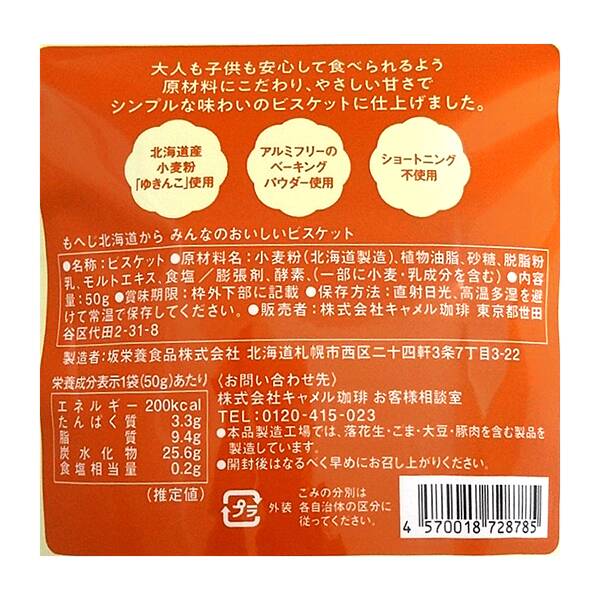 大人も子供も安心して食べられるよう
原材料にこだわり、やさしい甘さで
シンプルな味わいのビスケットに仕上げました。
北海道産
小麦粉
「ゆきんこ」使用
アルミフリーの
ベーキング
パウダー使用
ショートニング
不使用
もへじ北海道から みんなのおいしいビスケット
●名称：ビスケット●原材料名：小麦粉（北海道製造）、植物油脂、砂糖、脱脂粉
乳、モルトエキス、食塩／膨張剤、酵素、（一部に小麦・乳成分を含む）●内容
量：50g●賞味期限：枠外下部に記載●保存方法：直射日光、高温多湿を避
けて常温で保存してください。●販売者：株式会社キャメル珈琲 東京都世田
谷区代田2-31-8
製造者：坂栄養食品株式会社 北海道札幌市西区二十四軒3条7丁目3-22
栄養成分表示1袋（50g）あたり
エネルギー 200kcal
たんぱく質 3.3g
脂質 9.4g
炭水化物 25.6g
食塩相当量 0.2g
（推定値）
〈お問い合わせ先〉
株式会社キャメル珈琲 お客様相談室
TEL：0120-415-023
●本品製造工場では、落花生・ごま・大豆・豚肉を含む製品を
製造しています。
●開封後はなるべく早めにお召し上がりください。
プラ
外装
ごみの分別は
各自治体の区分に
従ってください。
4 570018 728785